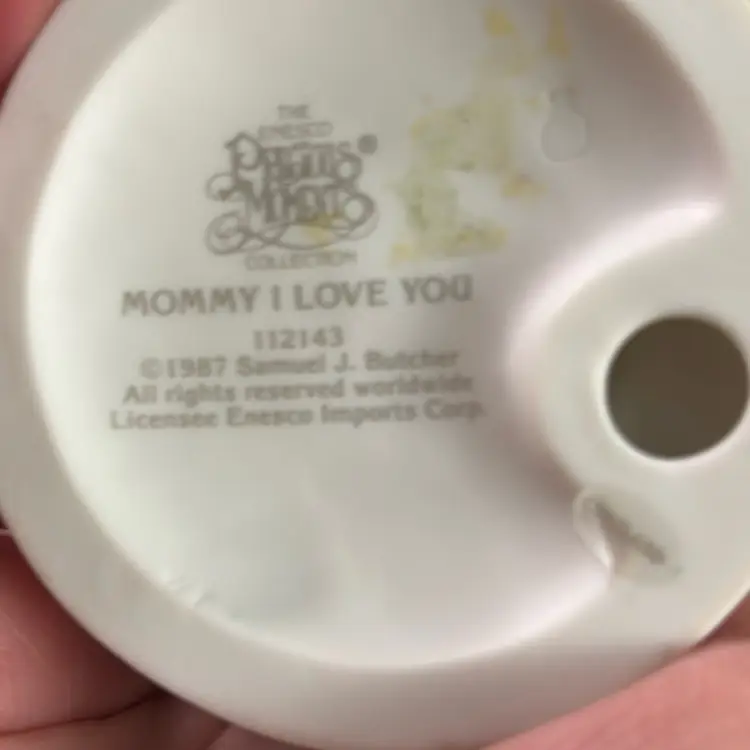 THE
ENESCO
PRECIOUS
MOMENTS®
COLLECTION
MOMMY I LOVE YOU
112143
©1987 Samuel J. Butcher
All rights reserved worldwide
Licensee Enesco Imports Corp.